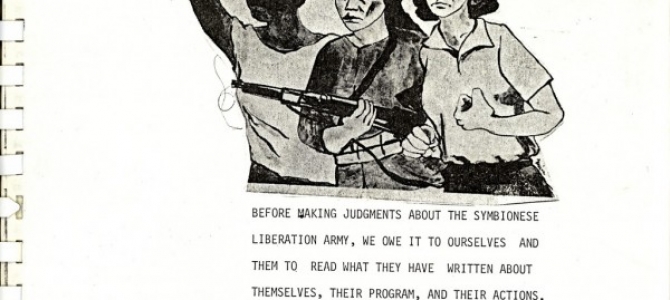 BEFORE MAKING JUDGMENTS ABOUT THE SYMBIONESE
LIBERATION ARMY, WE OWE IT TO OURSELVES AND
THEM TO READ WHAT THEY HAVE WRITTEN ABOUT
THEMSELVES, THEIR PROGRAM, AND THEIR ACTIONS.